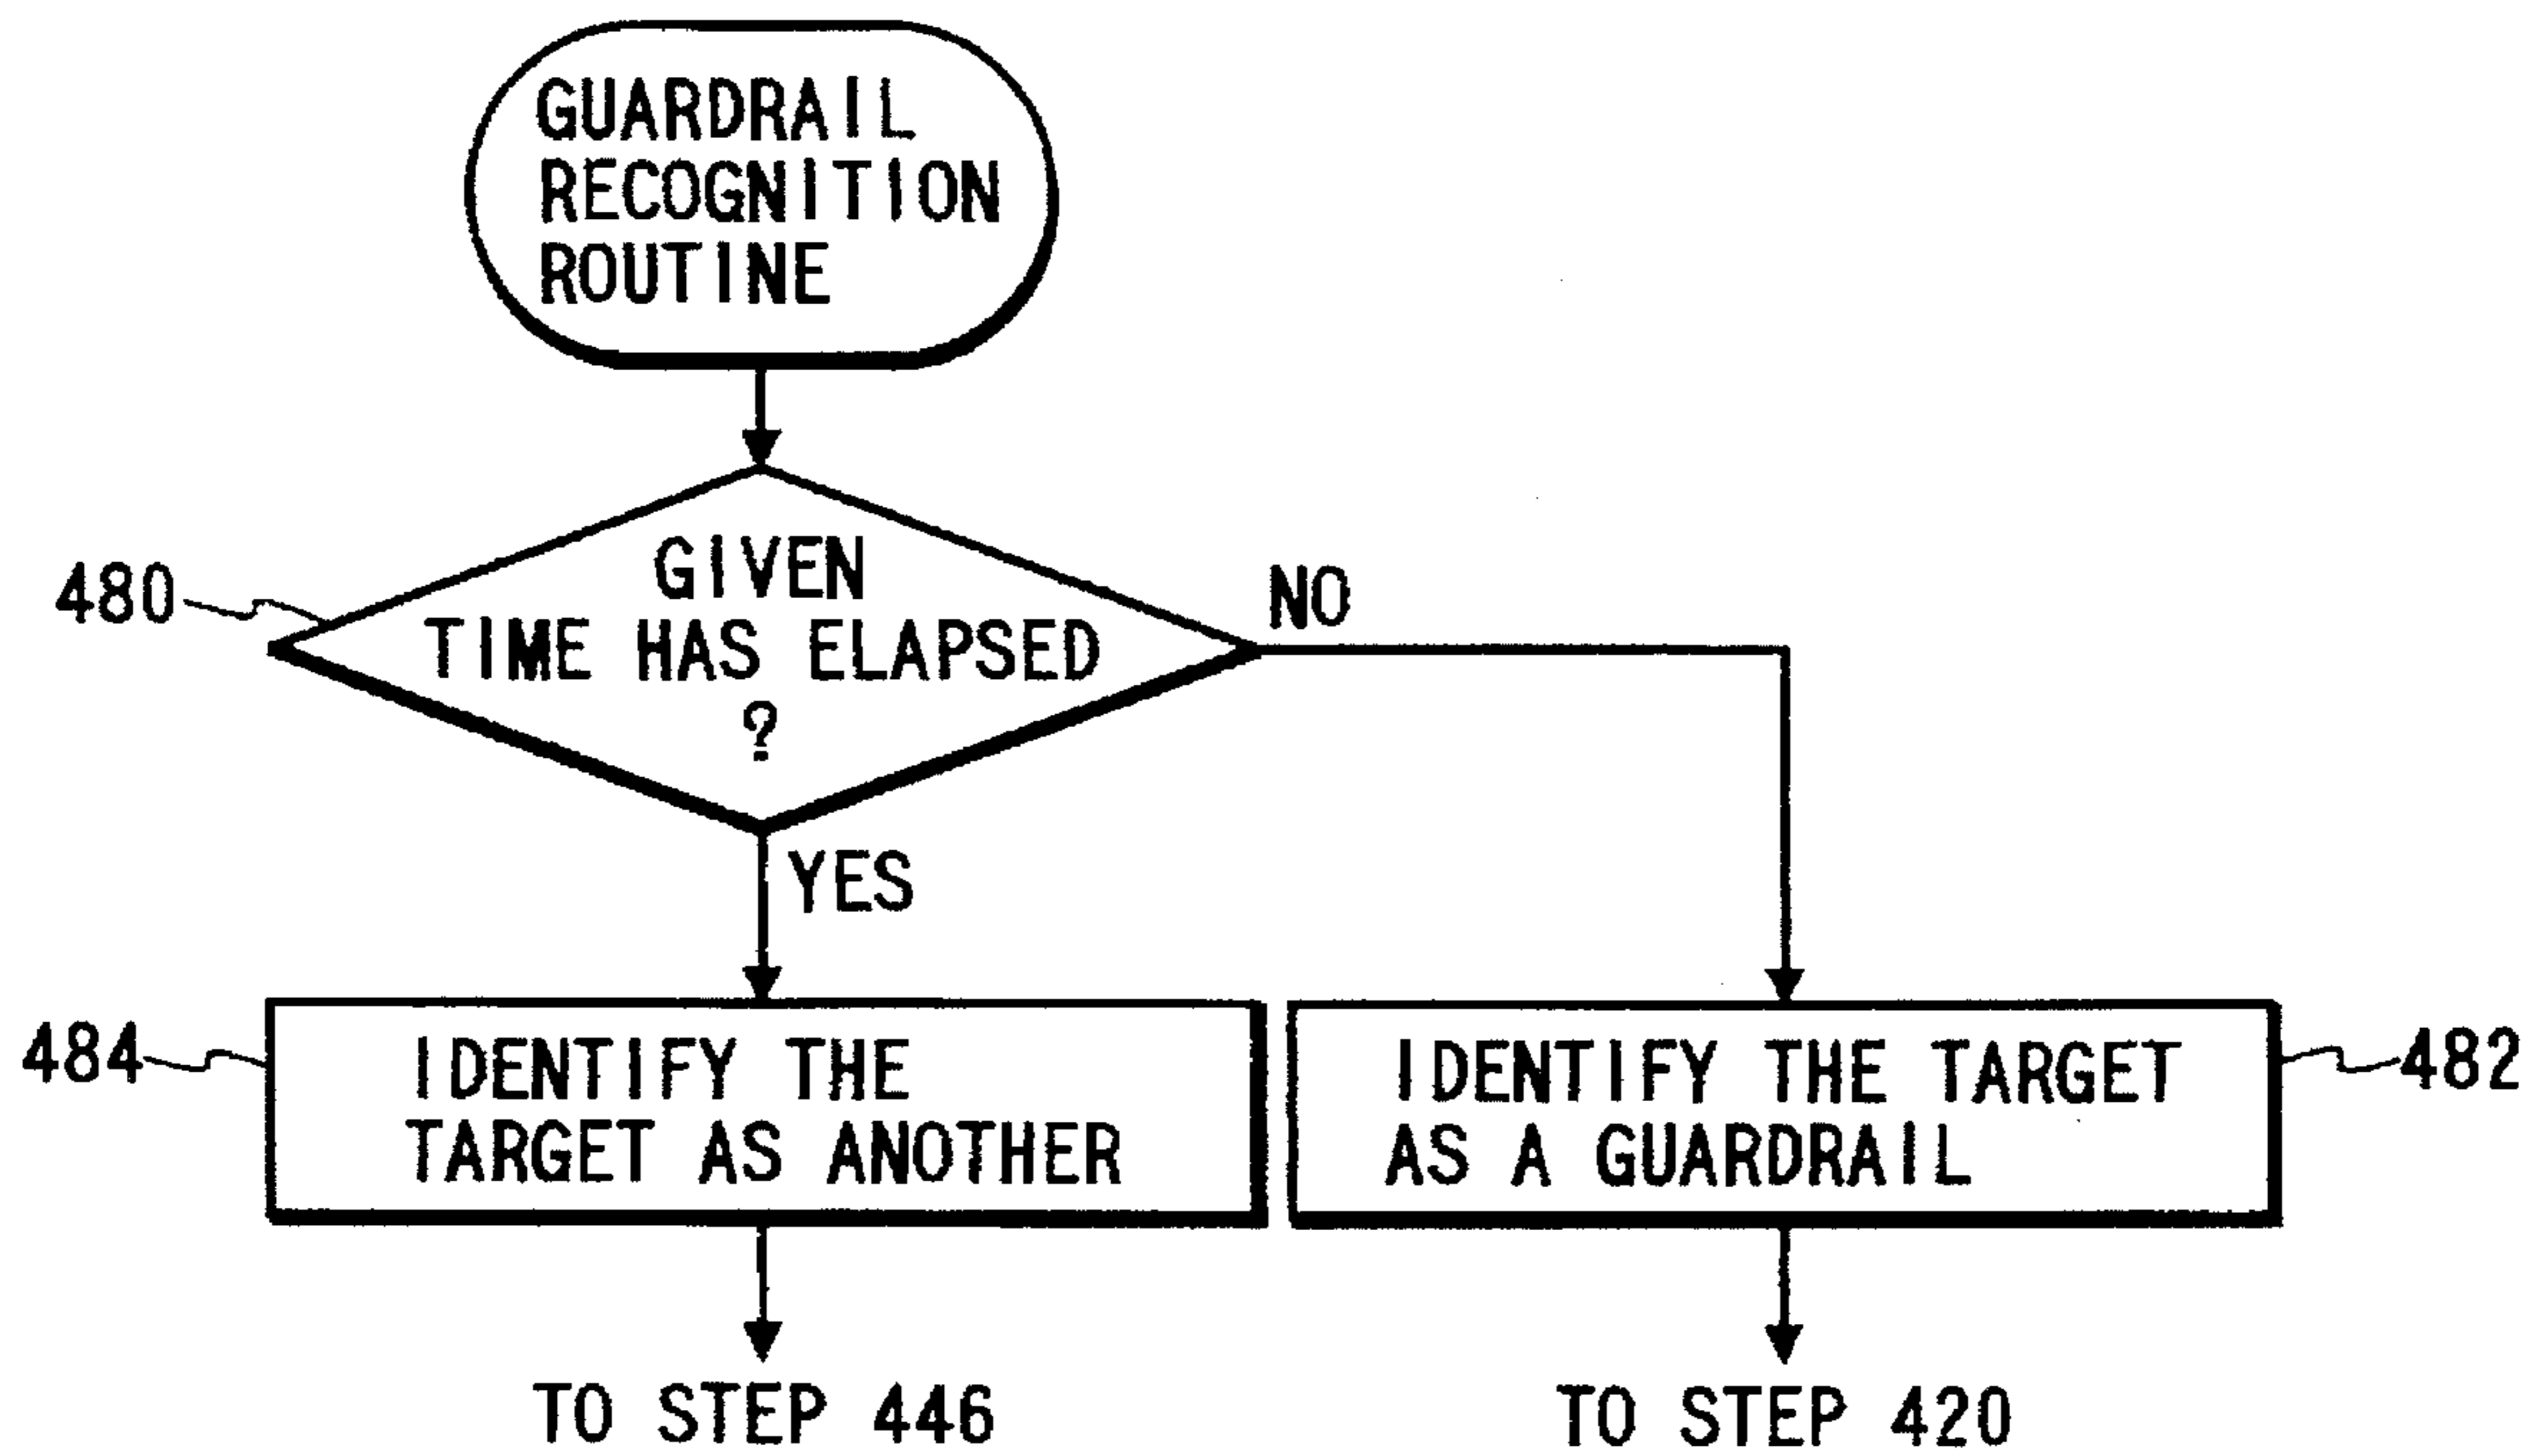 GUARDRAIL
RECOGNITION
ROUTINE
480
GIVEN
TIME HAS ELAPSED
?
NO
YES
484
IDENTIFY THE
TARGET AS ANOTHER
IDENTIFY THE TARGET
AS A GUARDRAIL
482
TO STEP 446
TO STEP 420